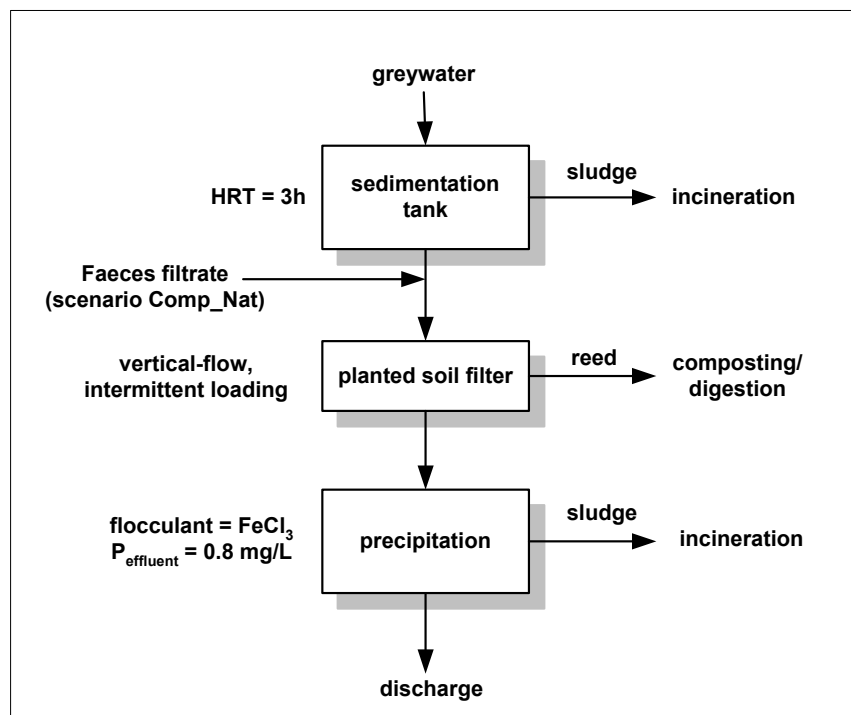 greywater
HRT = 3h
sedimentation
tank
sludge
incineration
Faeces filtrate
(scenario Comp_Nat)
vertical-flow,
intermittent loading
planted soil filter
reed
composting/
digestion
flocculant = FeCl3
Peffluent = 0.8 mg/L
precipitation
sludge
incineration
discharge